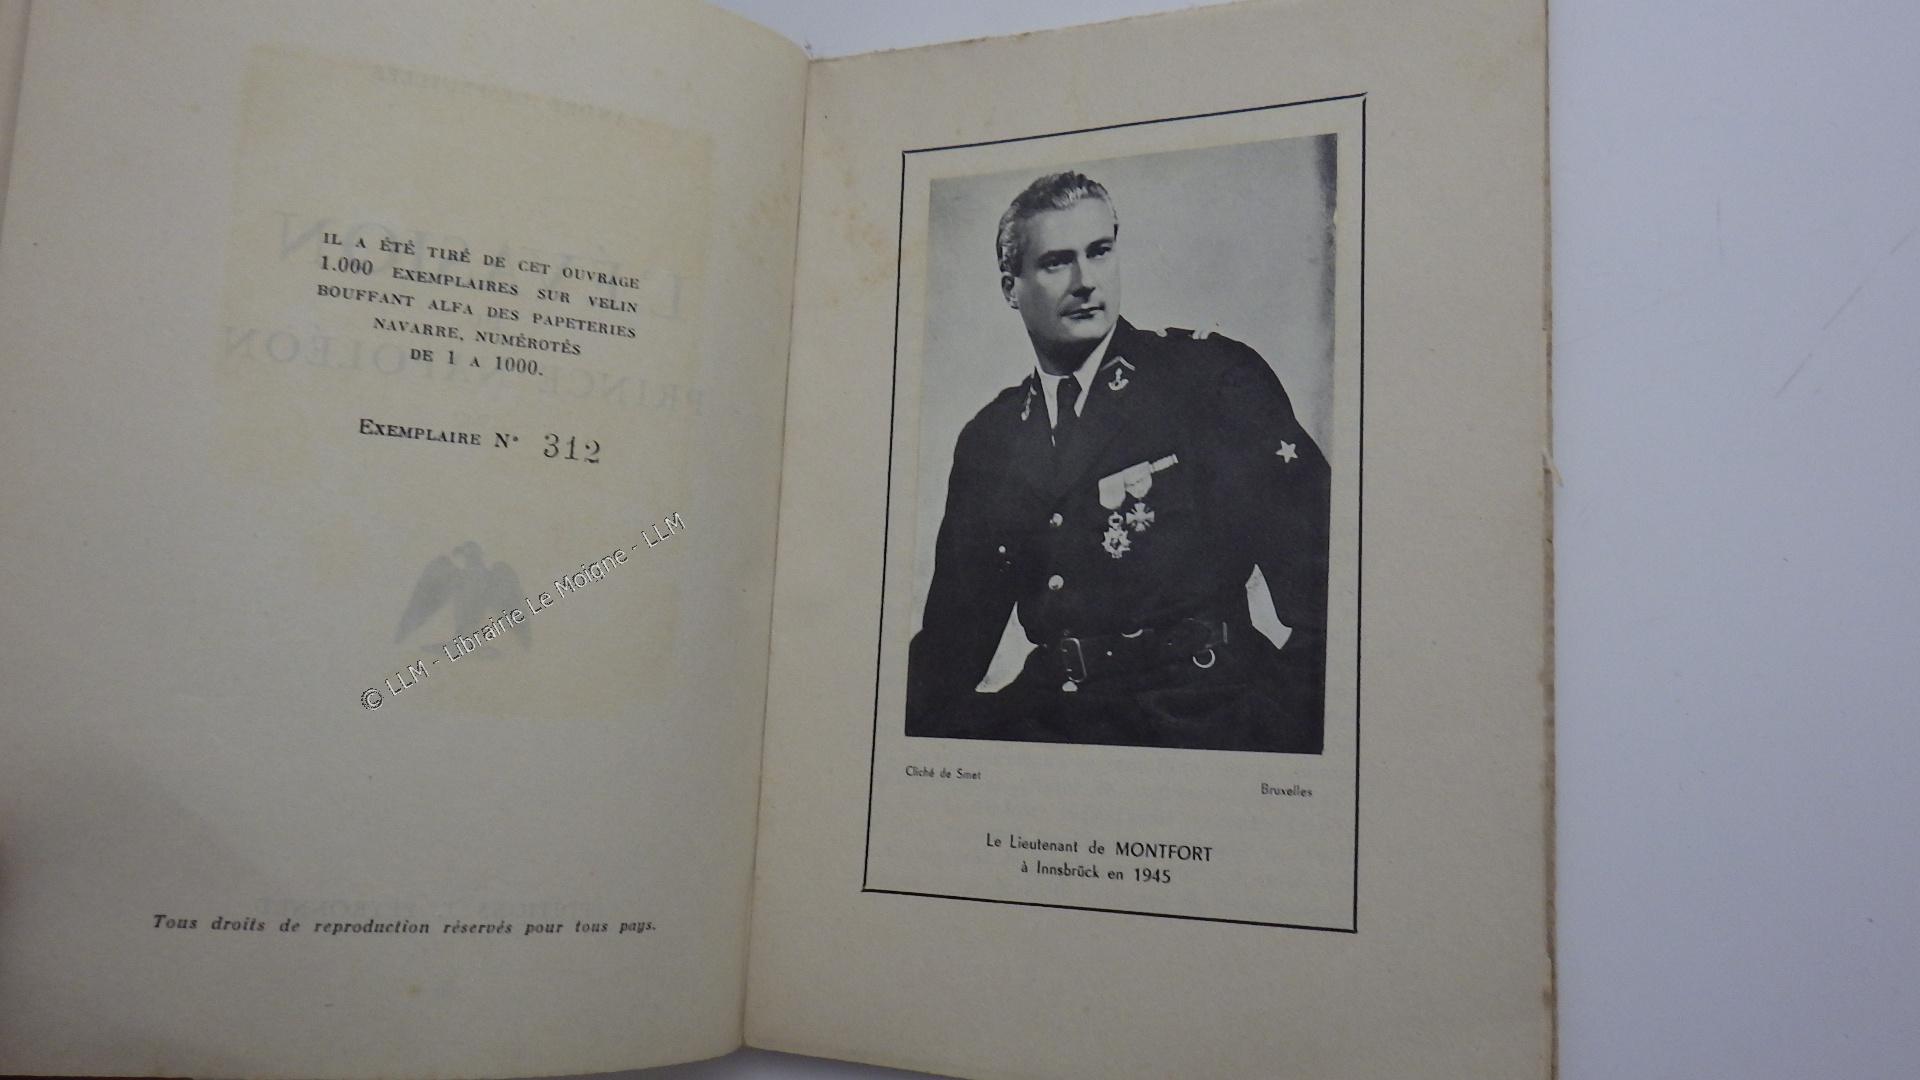 IL A ÉTÉ TIRÉ DE CET OUVRAGE
1.000 EXEMPLAIRES SUR VELIN
BOUFFANT ALFA DES PAPETERIES
NAVARRE, NUMÉROTÉS
DE 1 A 1000.
EXEMPLAIRE N° 312
© LLM - Librairie Le Moigne - LLM
Tous droits de reproduction réservés pour tous pays.
Cliché de Smet
Bruxelles
Le Lieutenant de MONTFORT
à Innsbrück en 1945